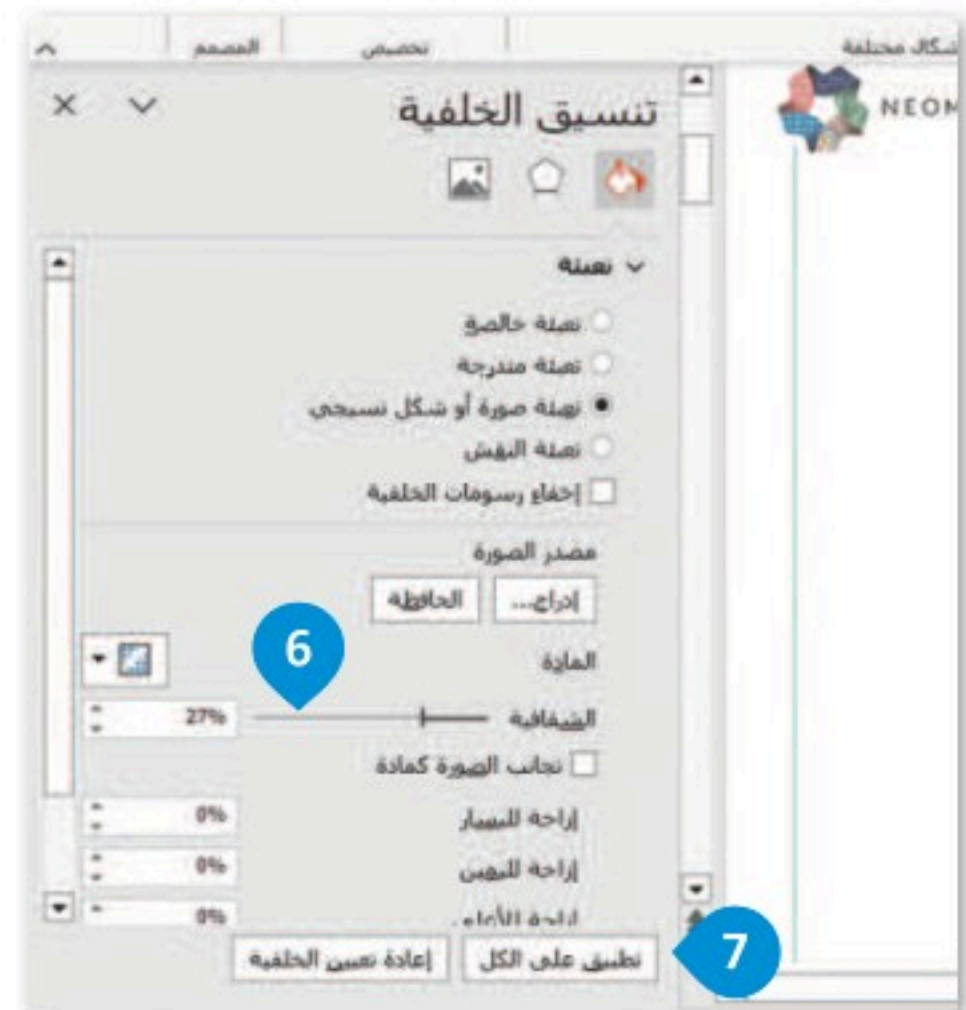 أشكال مختلفة
تخصيص
المصمم
NEOM
تنسيق الخلفية
تعبئة
تعبئة خالصة
تعبئة متدرجة
تعبئة صورة أو شكل نسيجي
تعبئة النقش
إخفاء رسومات الخلفية
مصدر الصورة
إدراج... الحافظة
المادة
6
الشفافية 27%
تجانب الصورة كمادة
إزاحة لليسار 0%
إزاحة لليمين 0%
إزاحة للأعلى 0%
تطبيق على الكل إعادة تعيين الخلفية
7